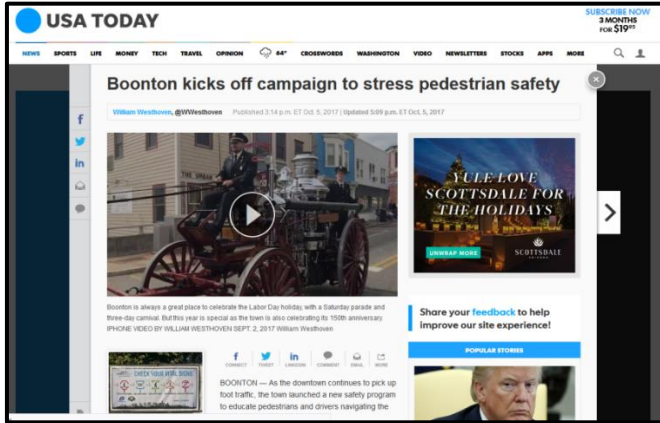 USA TODAY
SUBSCRIBE NOW
3 MONTHS
FOR $19⁹⁵
NEWS SPORTS LIFE MONEY TECH TRAVEL OPINION 64° CROSSWORDS WASHINGTON VIDEO NEWSLETTERS STOCKS APPS MORE
Boonton kicks off campaign to stress pedestrian safety
William Westhoven, @WWesthoven Published 3:14 p.m. ET Oct. 5, 2017 | Updated 5:09 p.m. ET Oct. 5, 2017
YULE LOVE
SCOTTSDALE FOR
THE HOLIDAYS
UNWRAP MORE
SCOTTSDALE
Boonton is always a great place to celebrate the Labor Day holiday, with a Saturday parade and
three-day carnival. But this year is special as the town is also celebrating its 150th anniversary.
IPHONE VIDEO BY WILLIAM WESTHOVEN SEPT. 2, 2017 William Westhoven
Share your feedback to help
improve our site experience!
POPULAR STORIES
CHECK YOUR VITAL SIGNS
CONNECT TWEET LINKEDIN COMMENT EMAIL MORE
BOONTON — As the downtown continues to pick up
foot traffic, the town launched a new safety program
to educate pedestrians and drivers navigating the